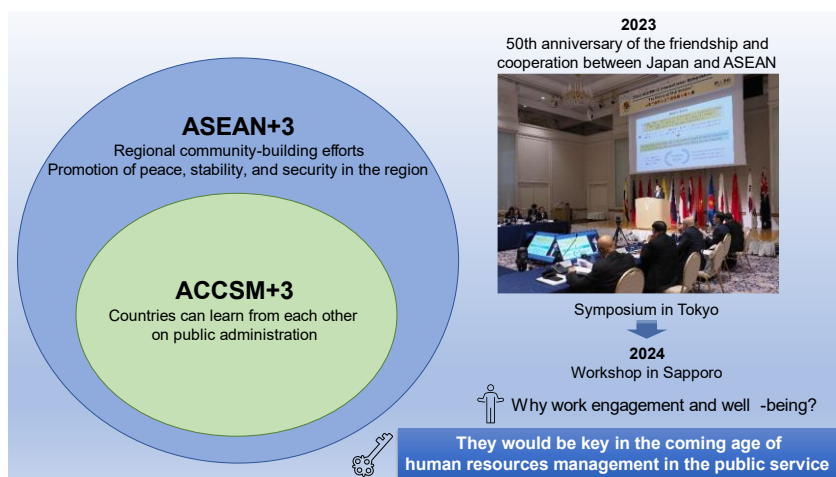 ASEAN+3
Regional community-building efforts
Promotion of peace, stability, and security in the region
ACCSM+3
Countries can learn from each other
on public administration
2023
50th anniversary of the friendship and
cooperation between Japan and ASEAN
Symposium in Tokyo
2024
Workshop in Sapporo
Why work engagement and well -being?
They would be key in the coming age of
human resources management in the public service